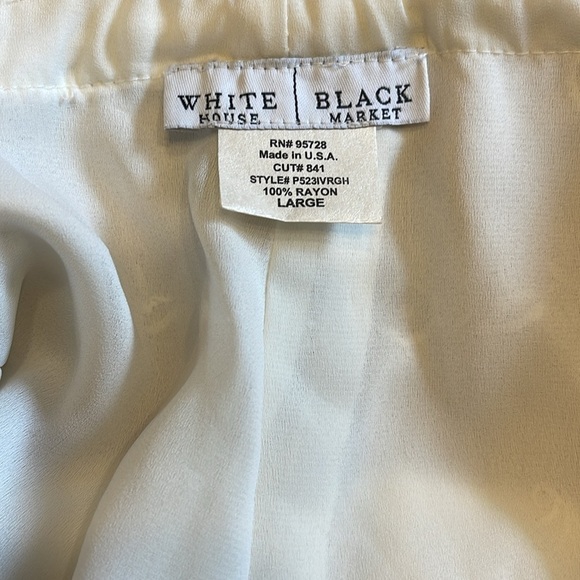 WHITE | BLACK
HOUSE | MARKET
RN# 95728
Made in U.S.A.
CUT# 841
STYLE# P523IVRGH
100% RAYON
LARGE